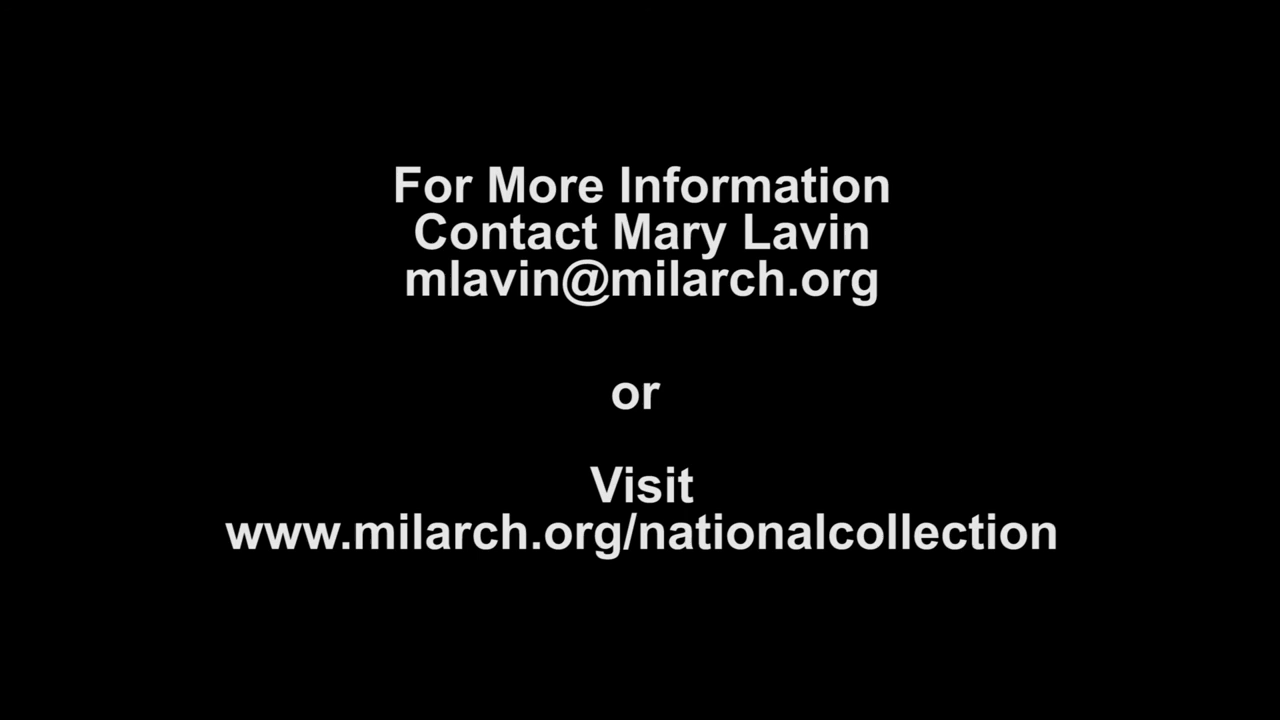 For More Information
Contact Mary Lavin
mlavin@milarch.org
or
Visit
www.milarch.org/nationalcollection